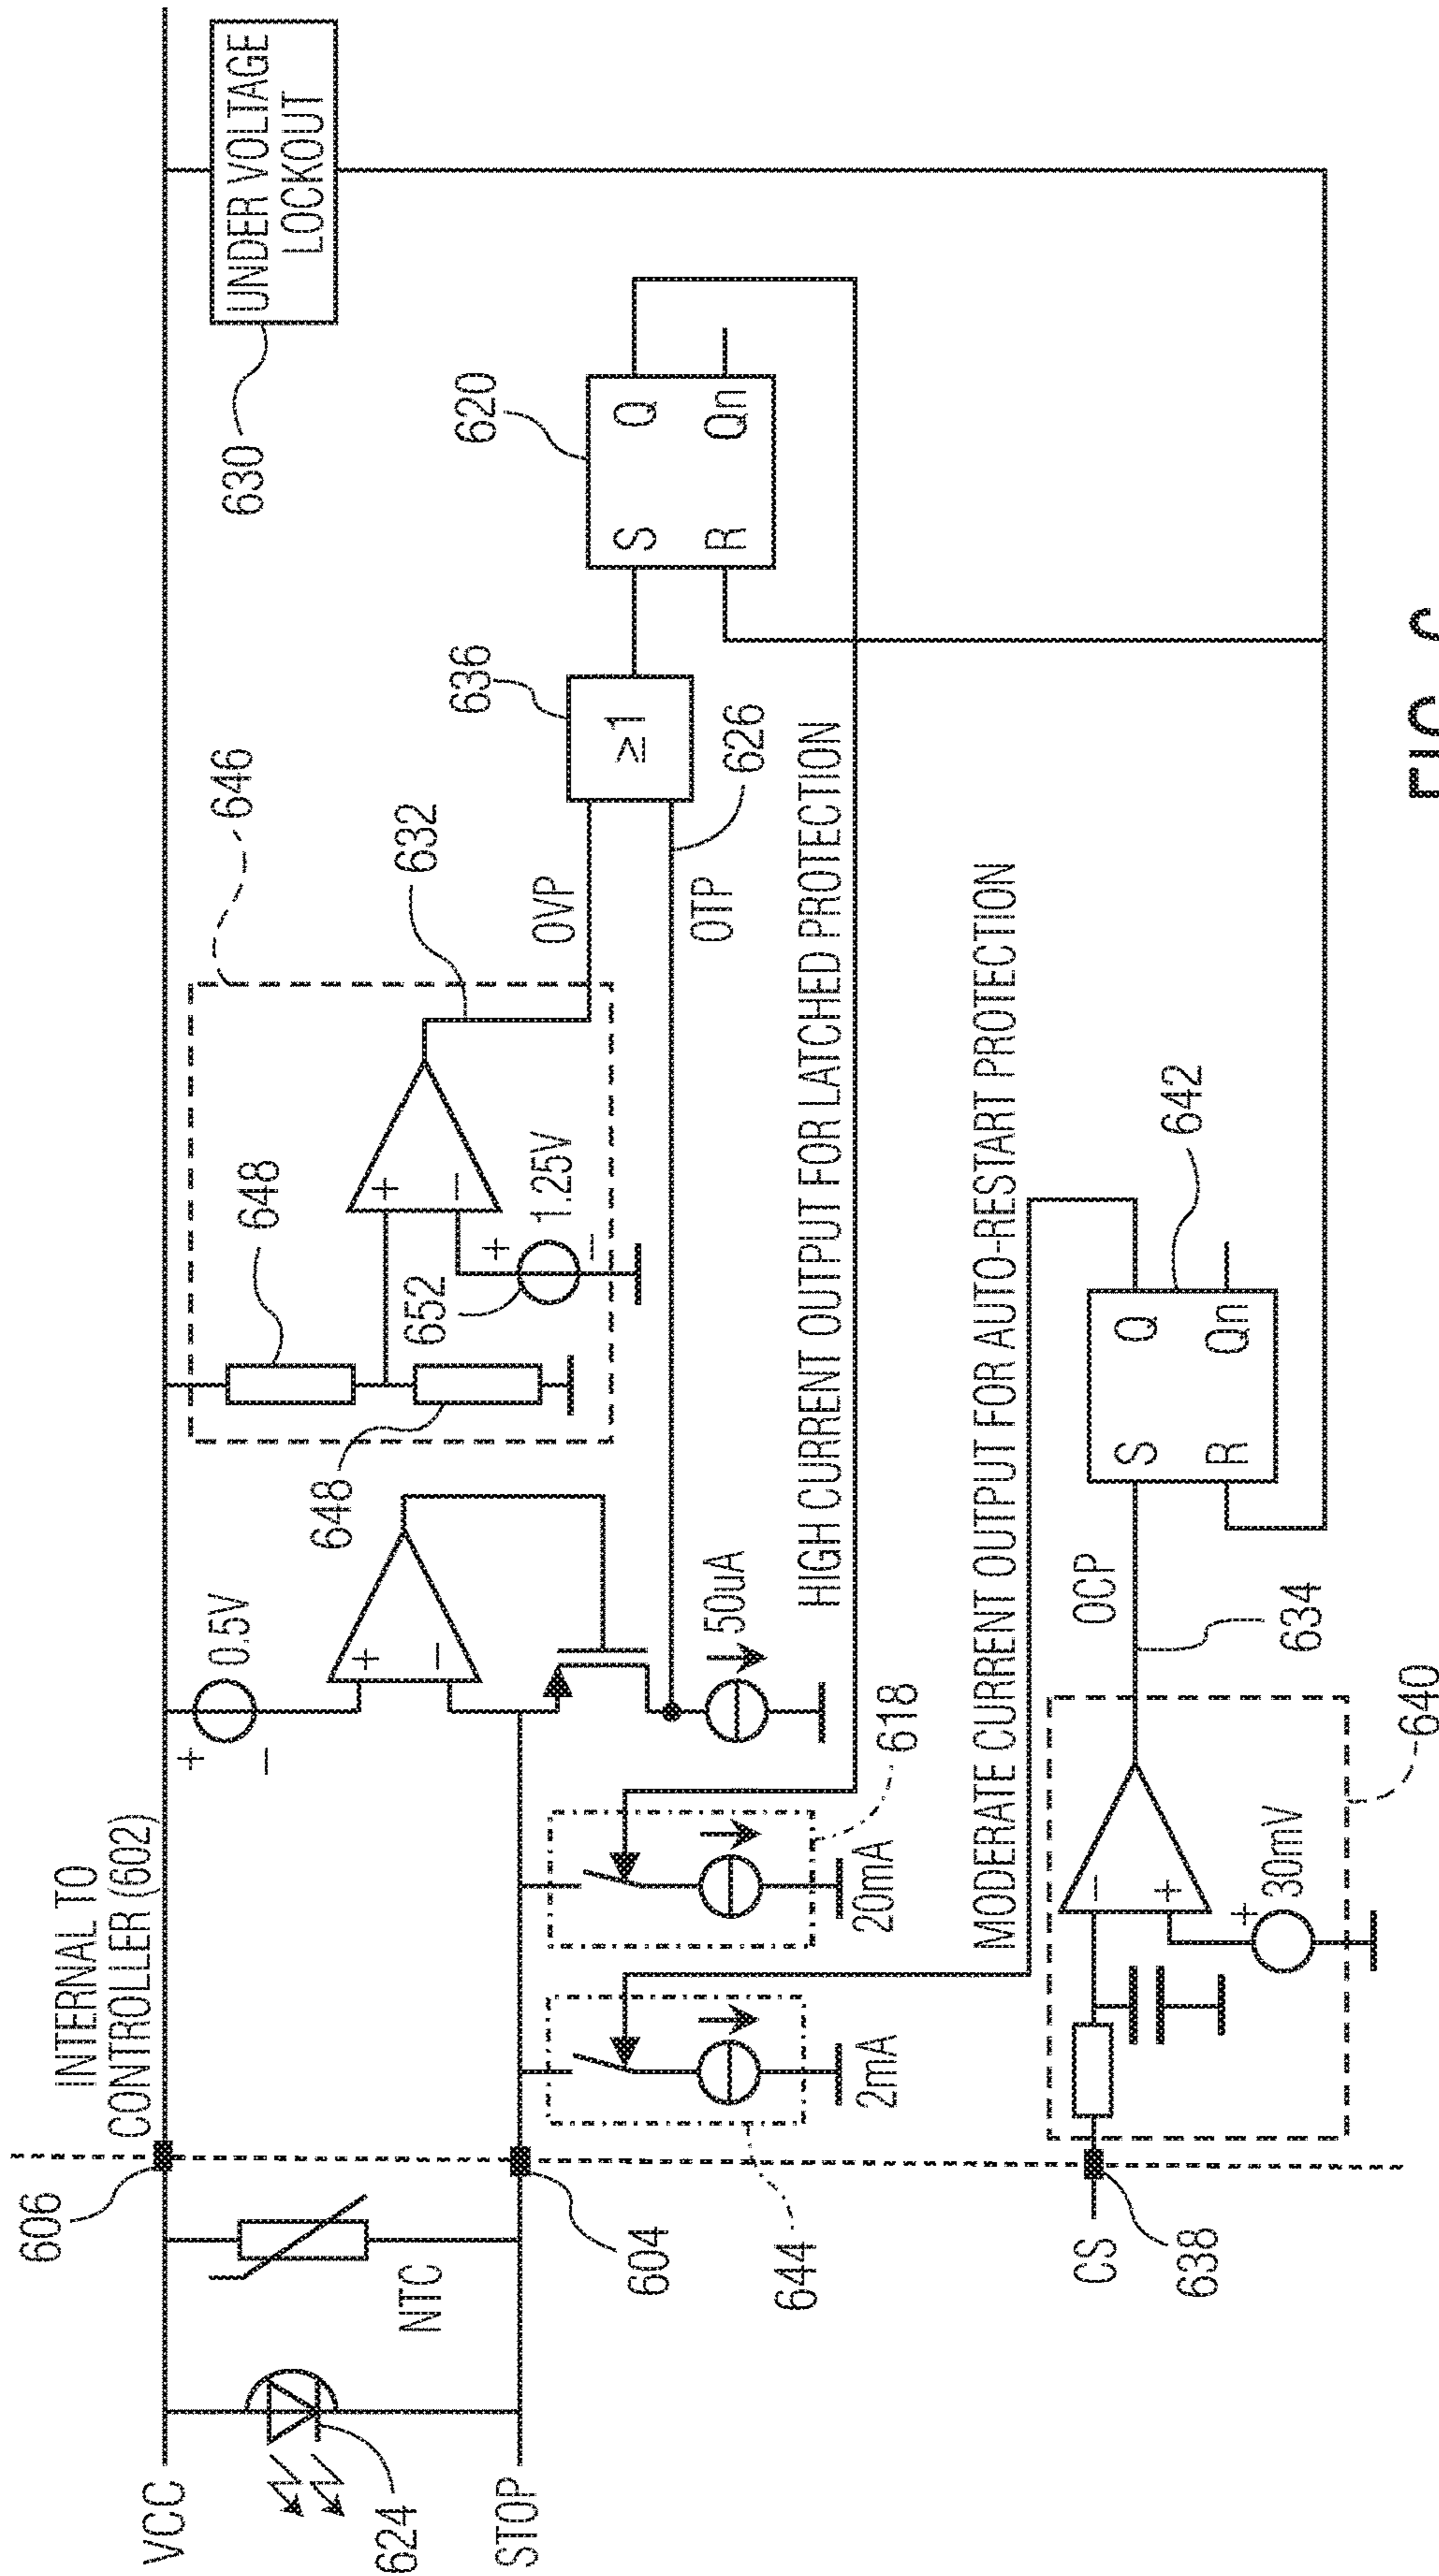 INTERNAL TO
CONTROLLER (602)
606
VCC
624
NTC
STOP
604
644
2mA
20mA
618
+
−
0.5V
+
−
50uA
648
648
646
+
−
652
+
−
1.25V
632
OVP
OTP
626
636
≥1
620
S
Q
R
Qn
630
UNDER VOLTAGE
LOCKOUT
HIGH CURRENT OUTPUT FOR LATCHED PROTECTION
MODERATE CURRENT OUTPUT FOR AUTO-RESTART PROTECTION
CS
638
−
+
+
30mV
640
OCP
634
S
Q
R
Qn
642